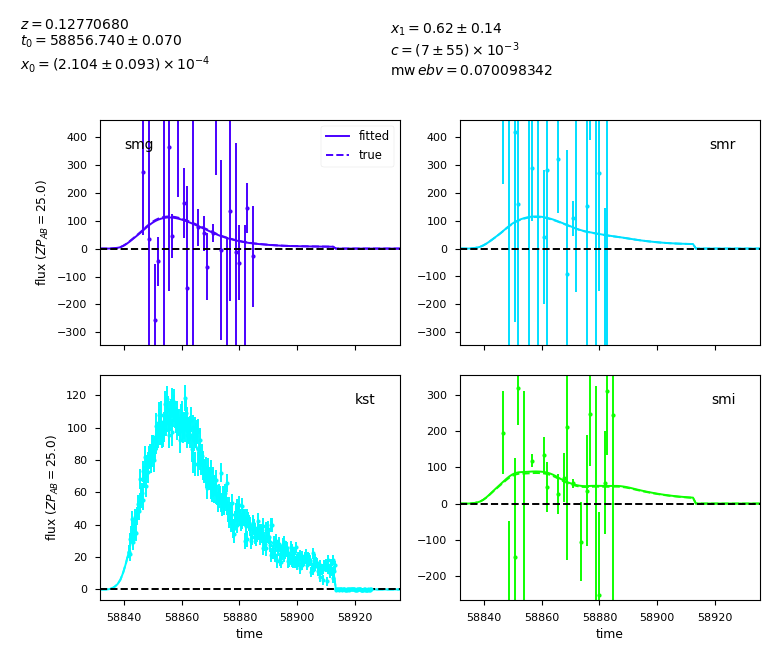 z = 0.12770680
t₀ = 58856.740 ± 0.070
x₀ = (2.104 ± 0.093) × 10⁻⁴
x₁ = 0.62 ± 0.14
c = (7 ± 55) × 10⁻³
mw ebv = 0.070098342
smg
fitted
true
400
300
200
100
0
−100
−200
−300
flux (ZP_AB = 25.0)
smr
400
300
200
100
0
−100
−200
−300
kst
120
100
80
60
40
20
0
flux (ZP_AB = 25.0)
58840 58860 58880 58900 58920
time
smi
300
200
100
0
−100
−200
58840 58860 58880 58900 58920
time